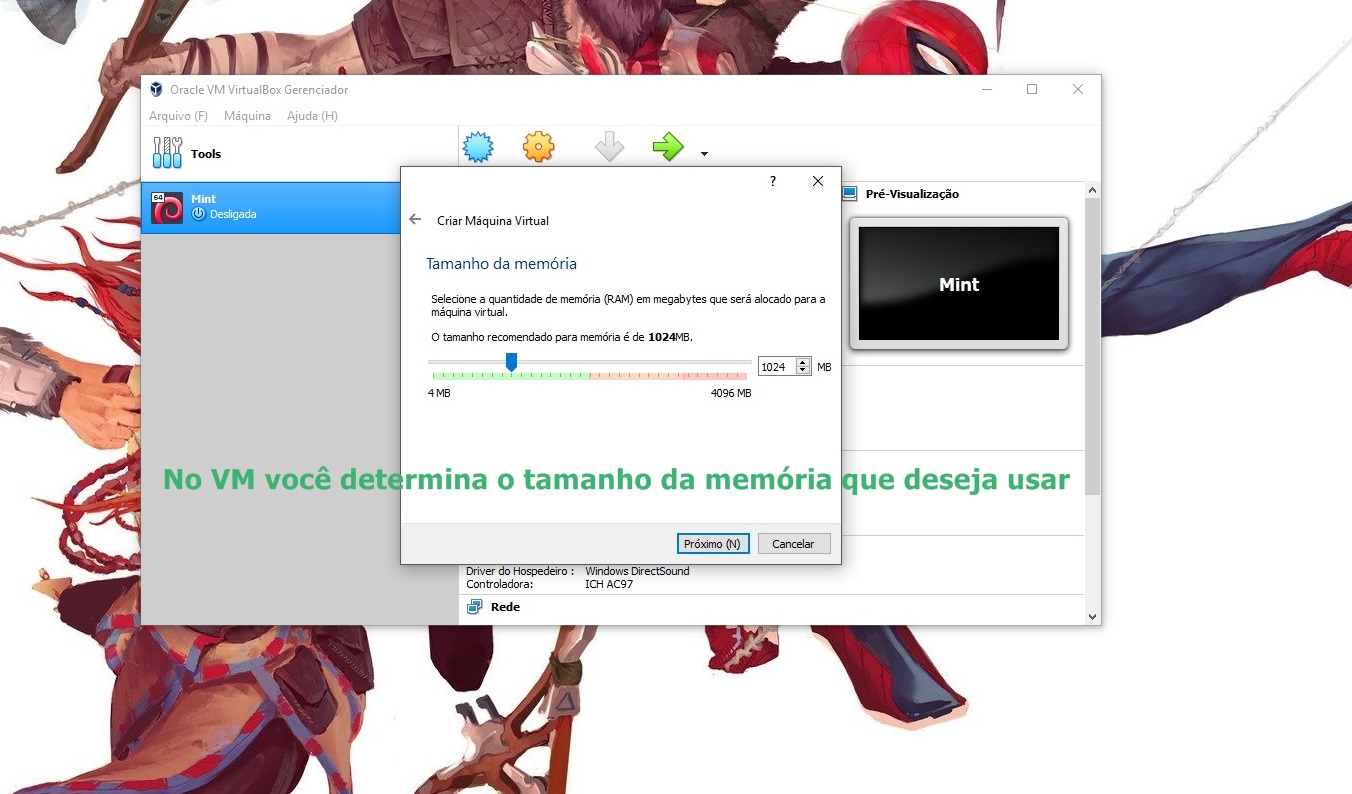 Oracle VM VirtualBox Gerenciador
Arquivo (F) Máquina Ajuda (H)
Tools
64
Mint
Desligada
?
Criar Máquina Virtual
Tamanho da memória
Selecione a quantidade de memória (RAM) em megabytes que será alocado para a
máquina virtual.
O tamanho recomendado para memória é de 1024MB.
1024 MB
4 MB 4096 MB
Pré-Visualização
Mint
No VM você determina o tamanho da memória que deseja usar
Próximo (N) Cancelar
Driver do Hospedeiro : Windows DirectSound
Controladora: ICH AC97
Rede